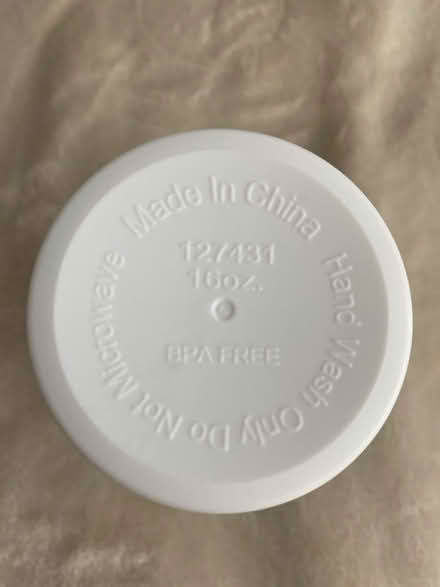 Made In China
127431
16oz.
BPA FREE
Hand Wash Only Do Not Microwave